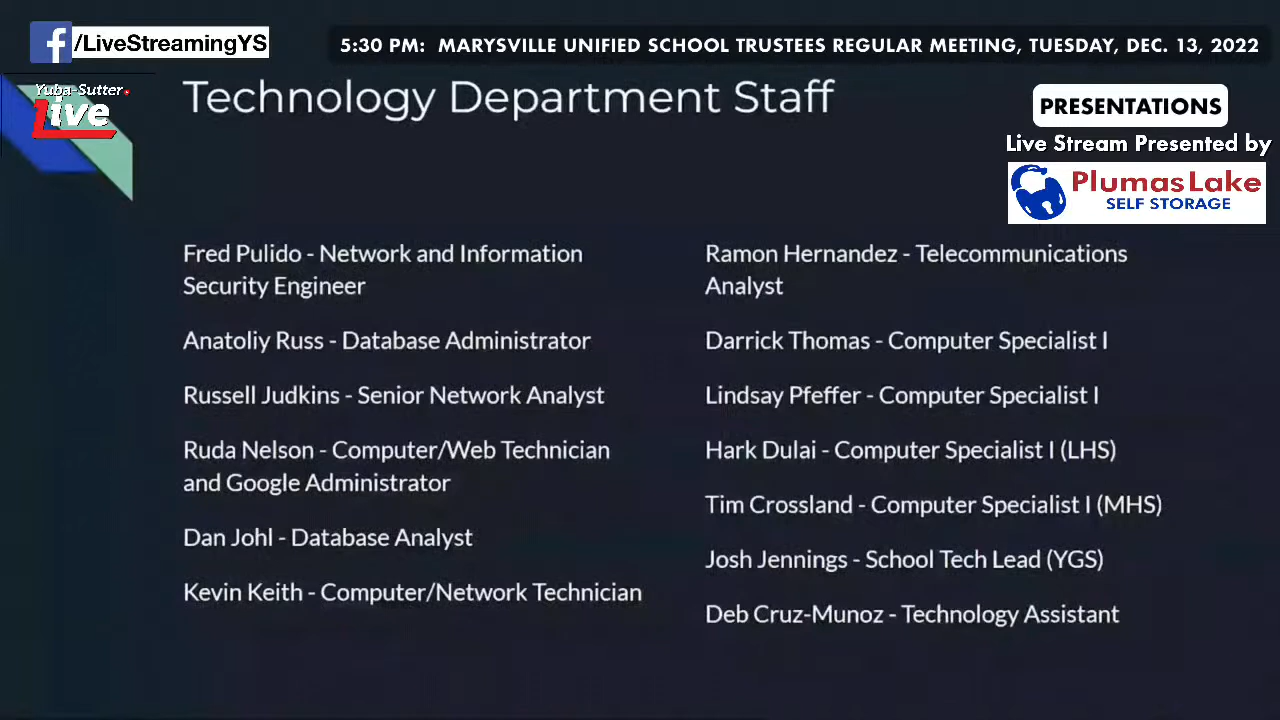 f/LiveStreamingYS
5:30 PM: MARYSVILLE UNIFIED SCHOOL TRUSTEES REGULAR MEETING, TUESDAY, DEC. 13, 2022
Yuba-Sutter
Live
Technology Department Staff
PRESENTATIONS
Live Stream Presented by
Plumas Lake
SELF STORAGE
Fred Pulido - Network and Information
Security Engineer
Anatoliy Russ - Database Administrator
Russell Judkins - Senior Network Analyst
Ruda Nelson - Computer/Web Technician
and Google Administrator
Dan Johl - Database Analyst
Kevin Keith - Computer/Network Technician
Ramon Hernandez - Telecommunications
Analyst
Darrick Thomas - Computer Specialist I
Lindsay Pfeffer - Computer Specialist I
Hark Dulai - Computer Specialist I (LHS)
Tim Crossland - Computer Specialist I (MHS)
Josh Jennings - School Tech Lead (YGS)
Deb Cruz-Munoz - Technology Assistant